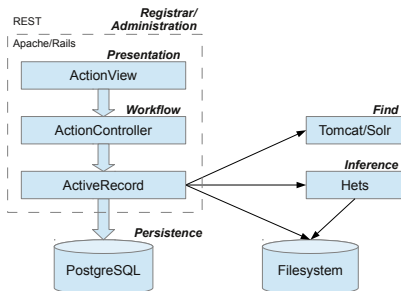 REST
Registrar/
Administration
Apache/Rails
Presentation
ActionView
Workflow
ActionController
Find
Tomcat/Solr
ActiveRecord
Inference
Hets
Persistence
PostgreSQL
Filesystem